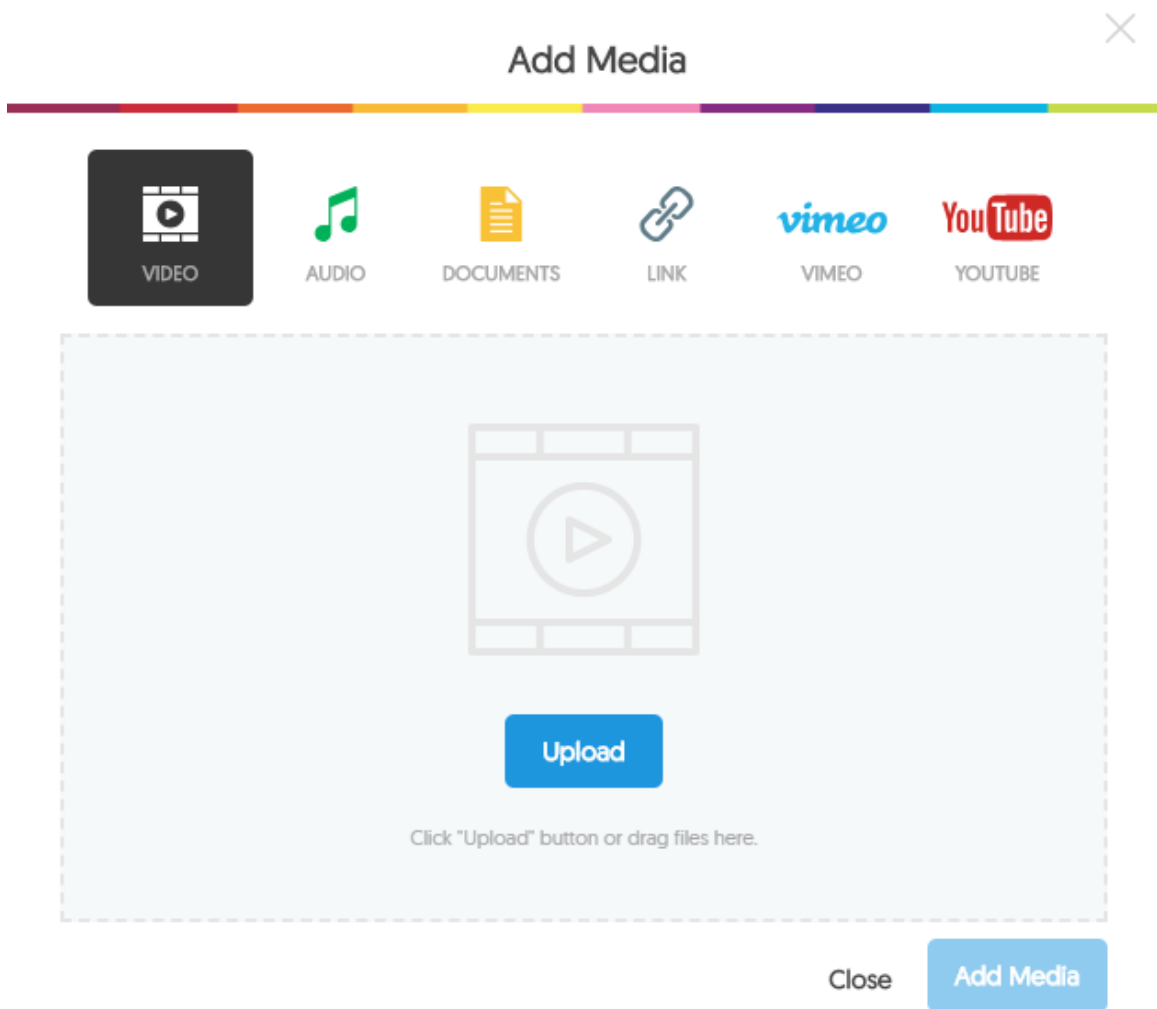 Add Media
VIDEO
AUDIO
DOCUMENTS
LINK
vimeo
VIMEO
YouTube
YOUTUBE
Upload
Click "Upload" button or drag files here.
Close
Add Media